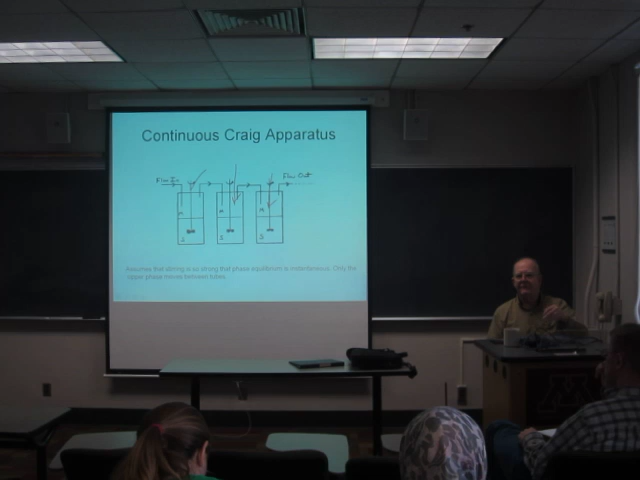 Continuous Craig Apparatus
Flow In
Flow Out
M
M
M
S
S
S
Assumes that stirring is so strong that phase equilibrium is instantaneous. Only the
upper phase moves between tubes.
M